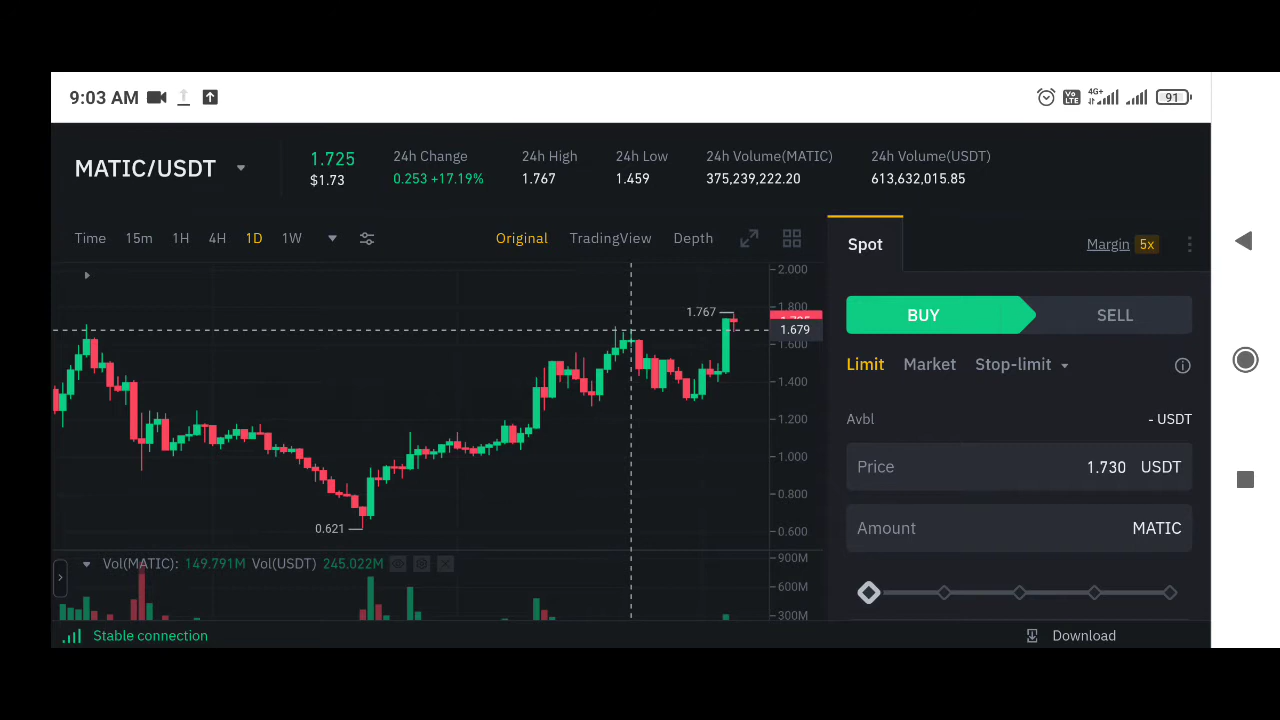 9:03 AM
Vo LTE 4G+ 91
MATIC/USDT
1.725
$1.73
24h Change
0.253 +17.19%
24h High
1.767
24h Low
1.459
24h Volume(MATIC)
375,239,222.20
24h Volume(USDT)
613,632,015.85
Time 15m 1H 4H 1D 1W
Original TradingView Depth
Spot
Margin 5x
2.000
1.800
1.767
1.679
1.600
1.400
1.200
1.000
0.800
0.621
0.600
Vol(MATIC): 149.791M Vol(USDT) 245.022M
900M
600M
300M
BUY SELL
Limit Market Stop-limit
Avbl - USDT
Price 1.730 USDT
Amount MATIC
Stable connection
Download